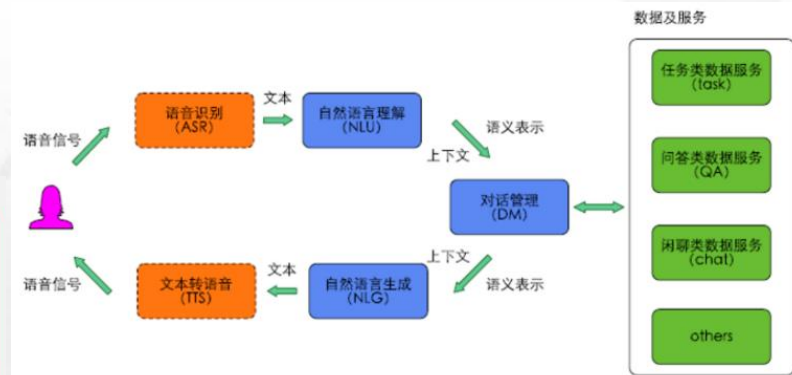 数据及服务
任务类数据服务
(task)
语音识别
(ASR)
文本
自然语言理解
(NLU)
语音信号
语义表示
上下文
问答类数据服务
(QA)
对话管理
(DM)
闲聊类数据服务
(chat)
上下文
语义表示
语音信号
文本转语音
(TTS)
文本
自然语言生成
(NLG)
others